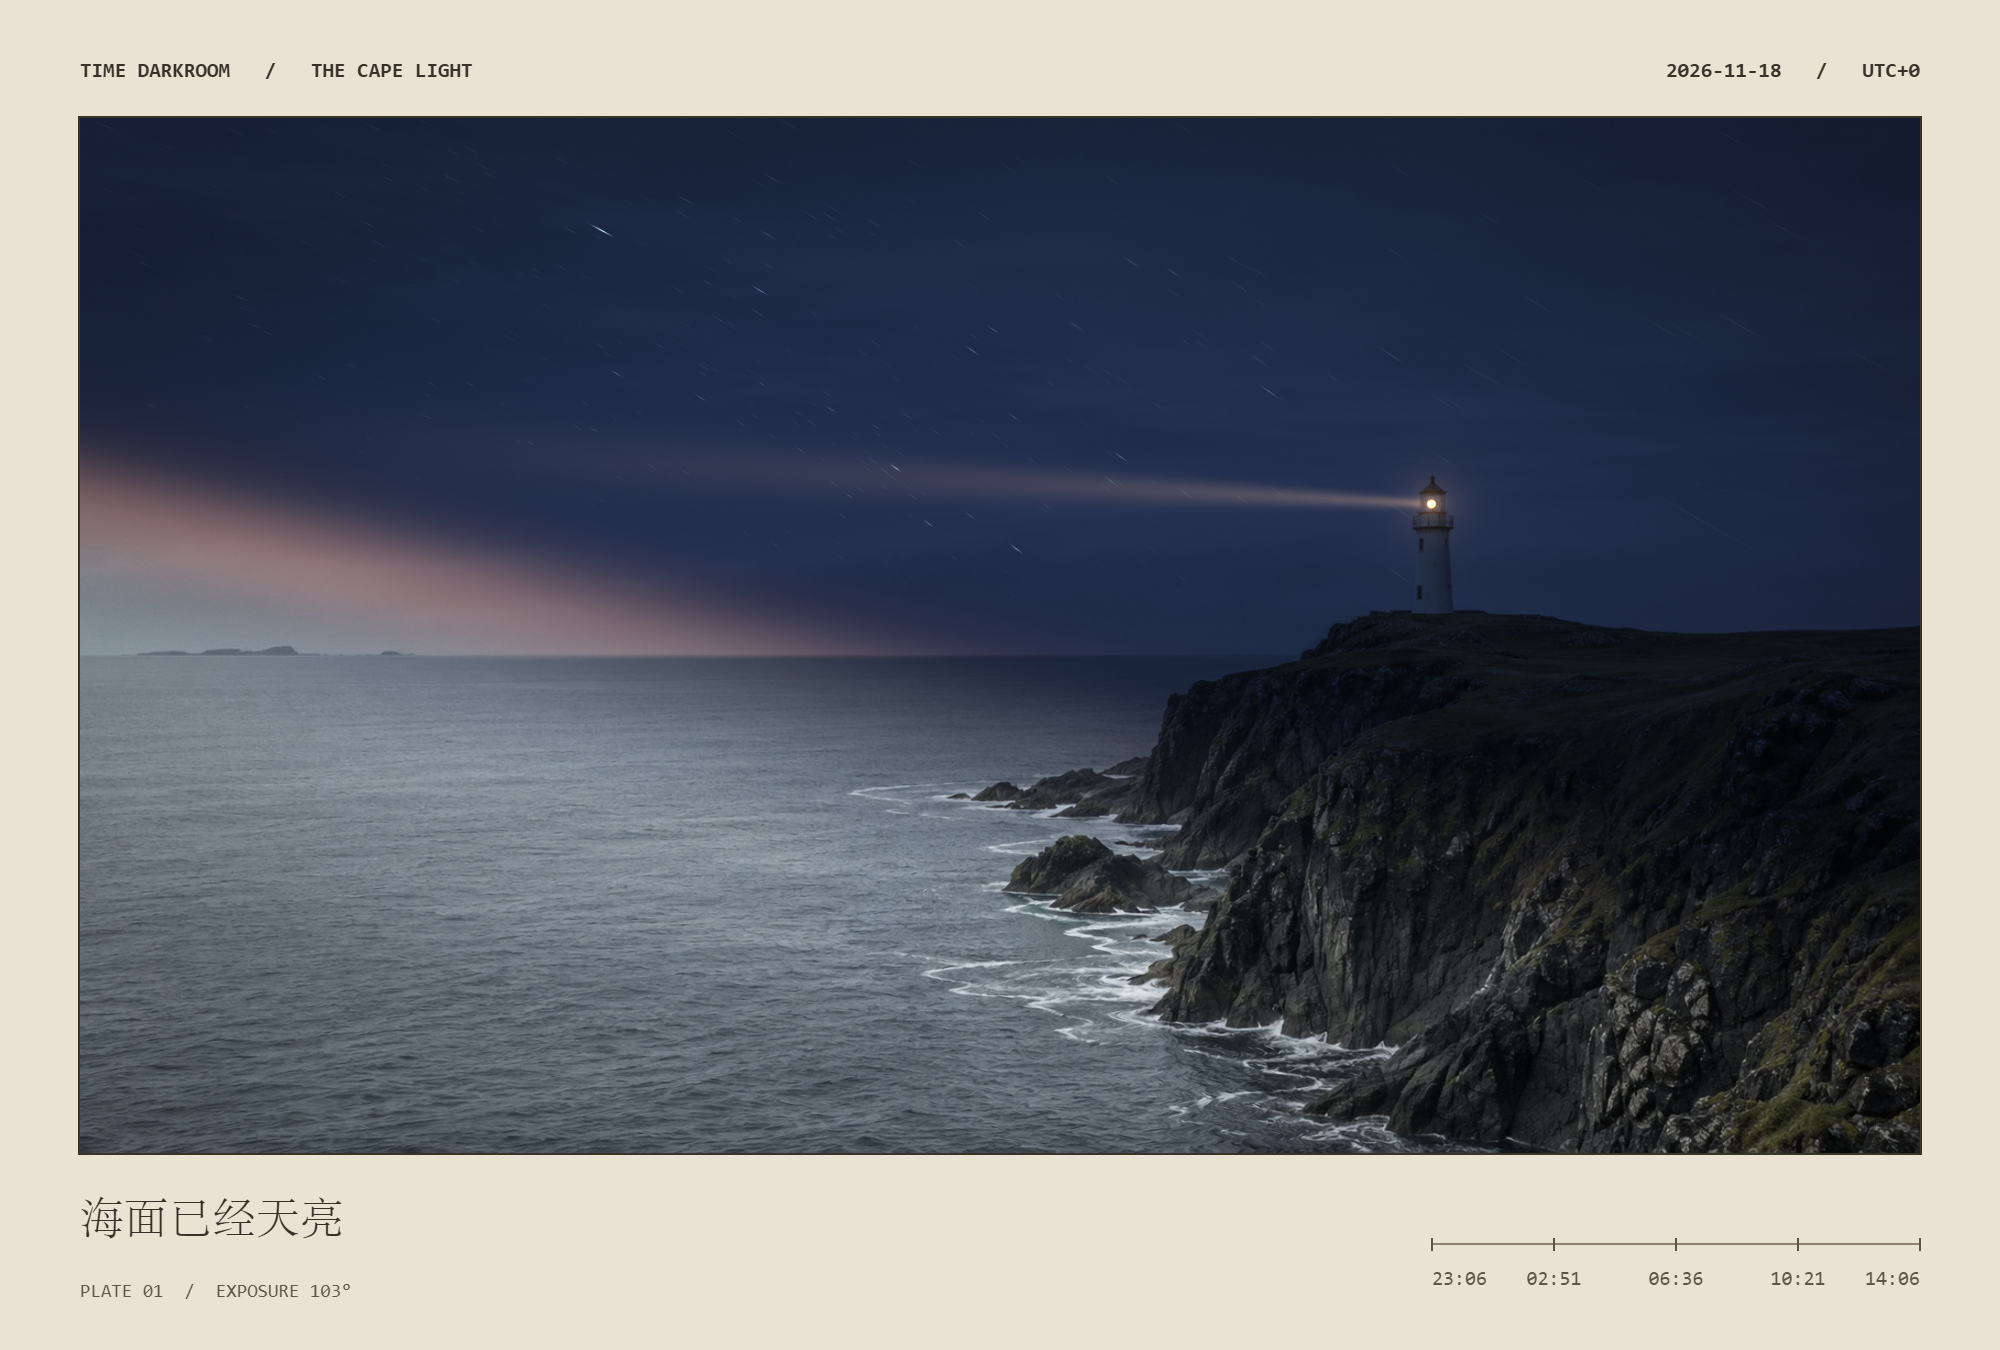 TIME DARKROOM / THE CAPE LIGHT
2026-11-18 / UTC+0
海面已经天亮
PLATE 01 / EXPOSURE 103°
23:06 02:51 06:36 10:21 14:06